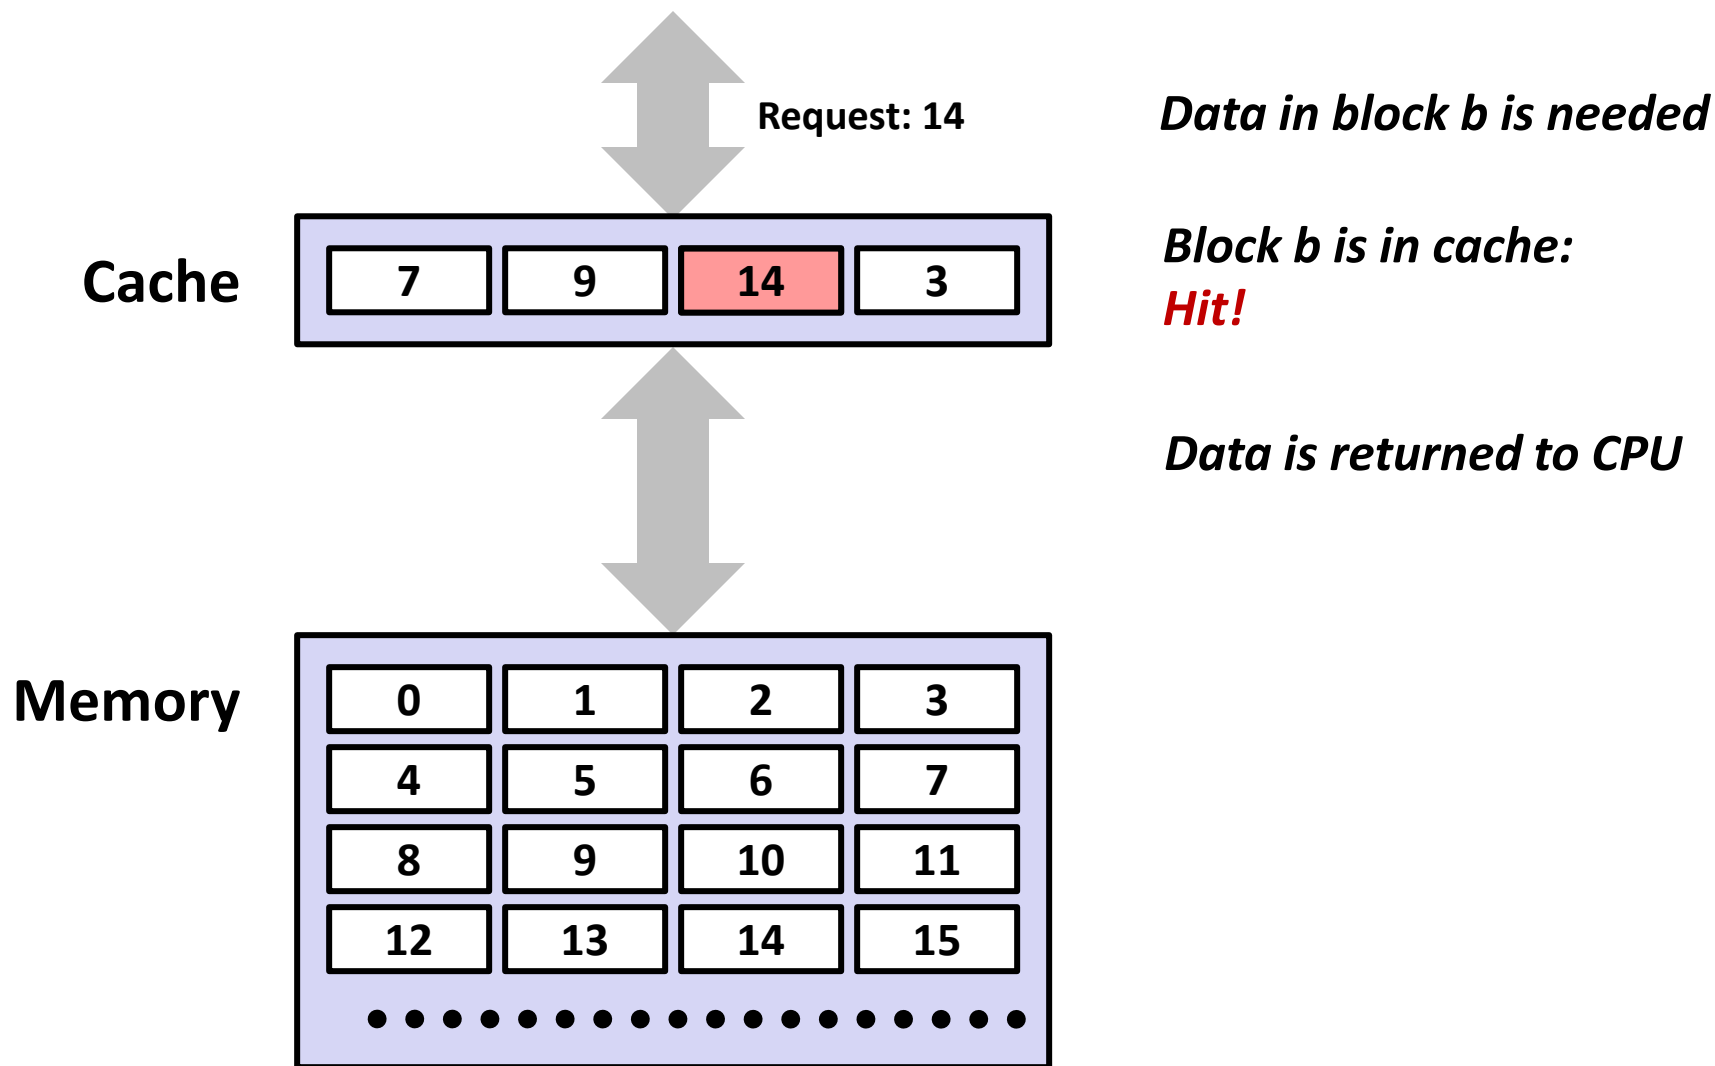 Request: 14
Data in block b is needed
Cache
7 9 14 3
Block b is in cache:
Hit!
Data is returned to CPU
Memory
0 1 2 3
4 5 6 7
8 9 10 11
12 13 14 15